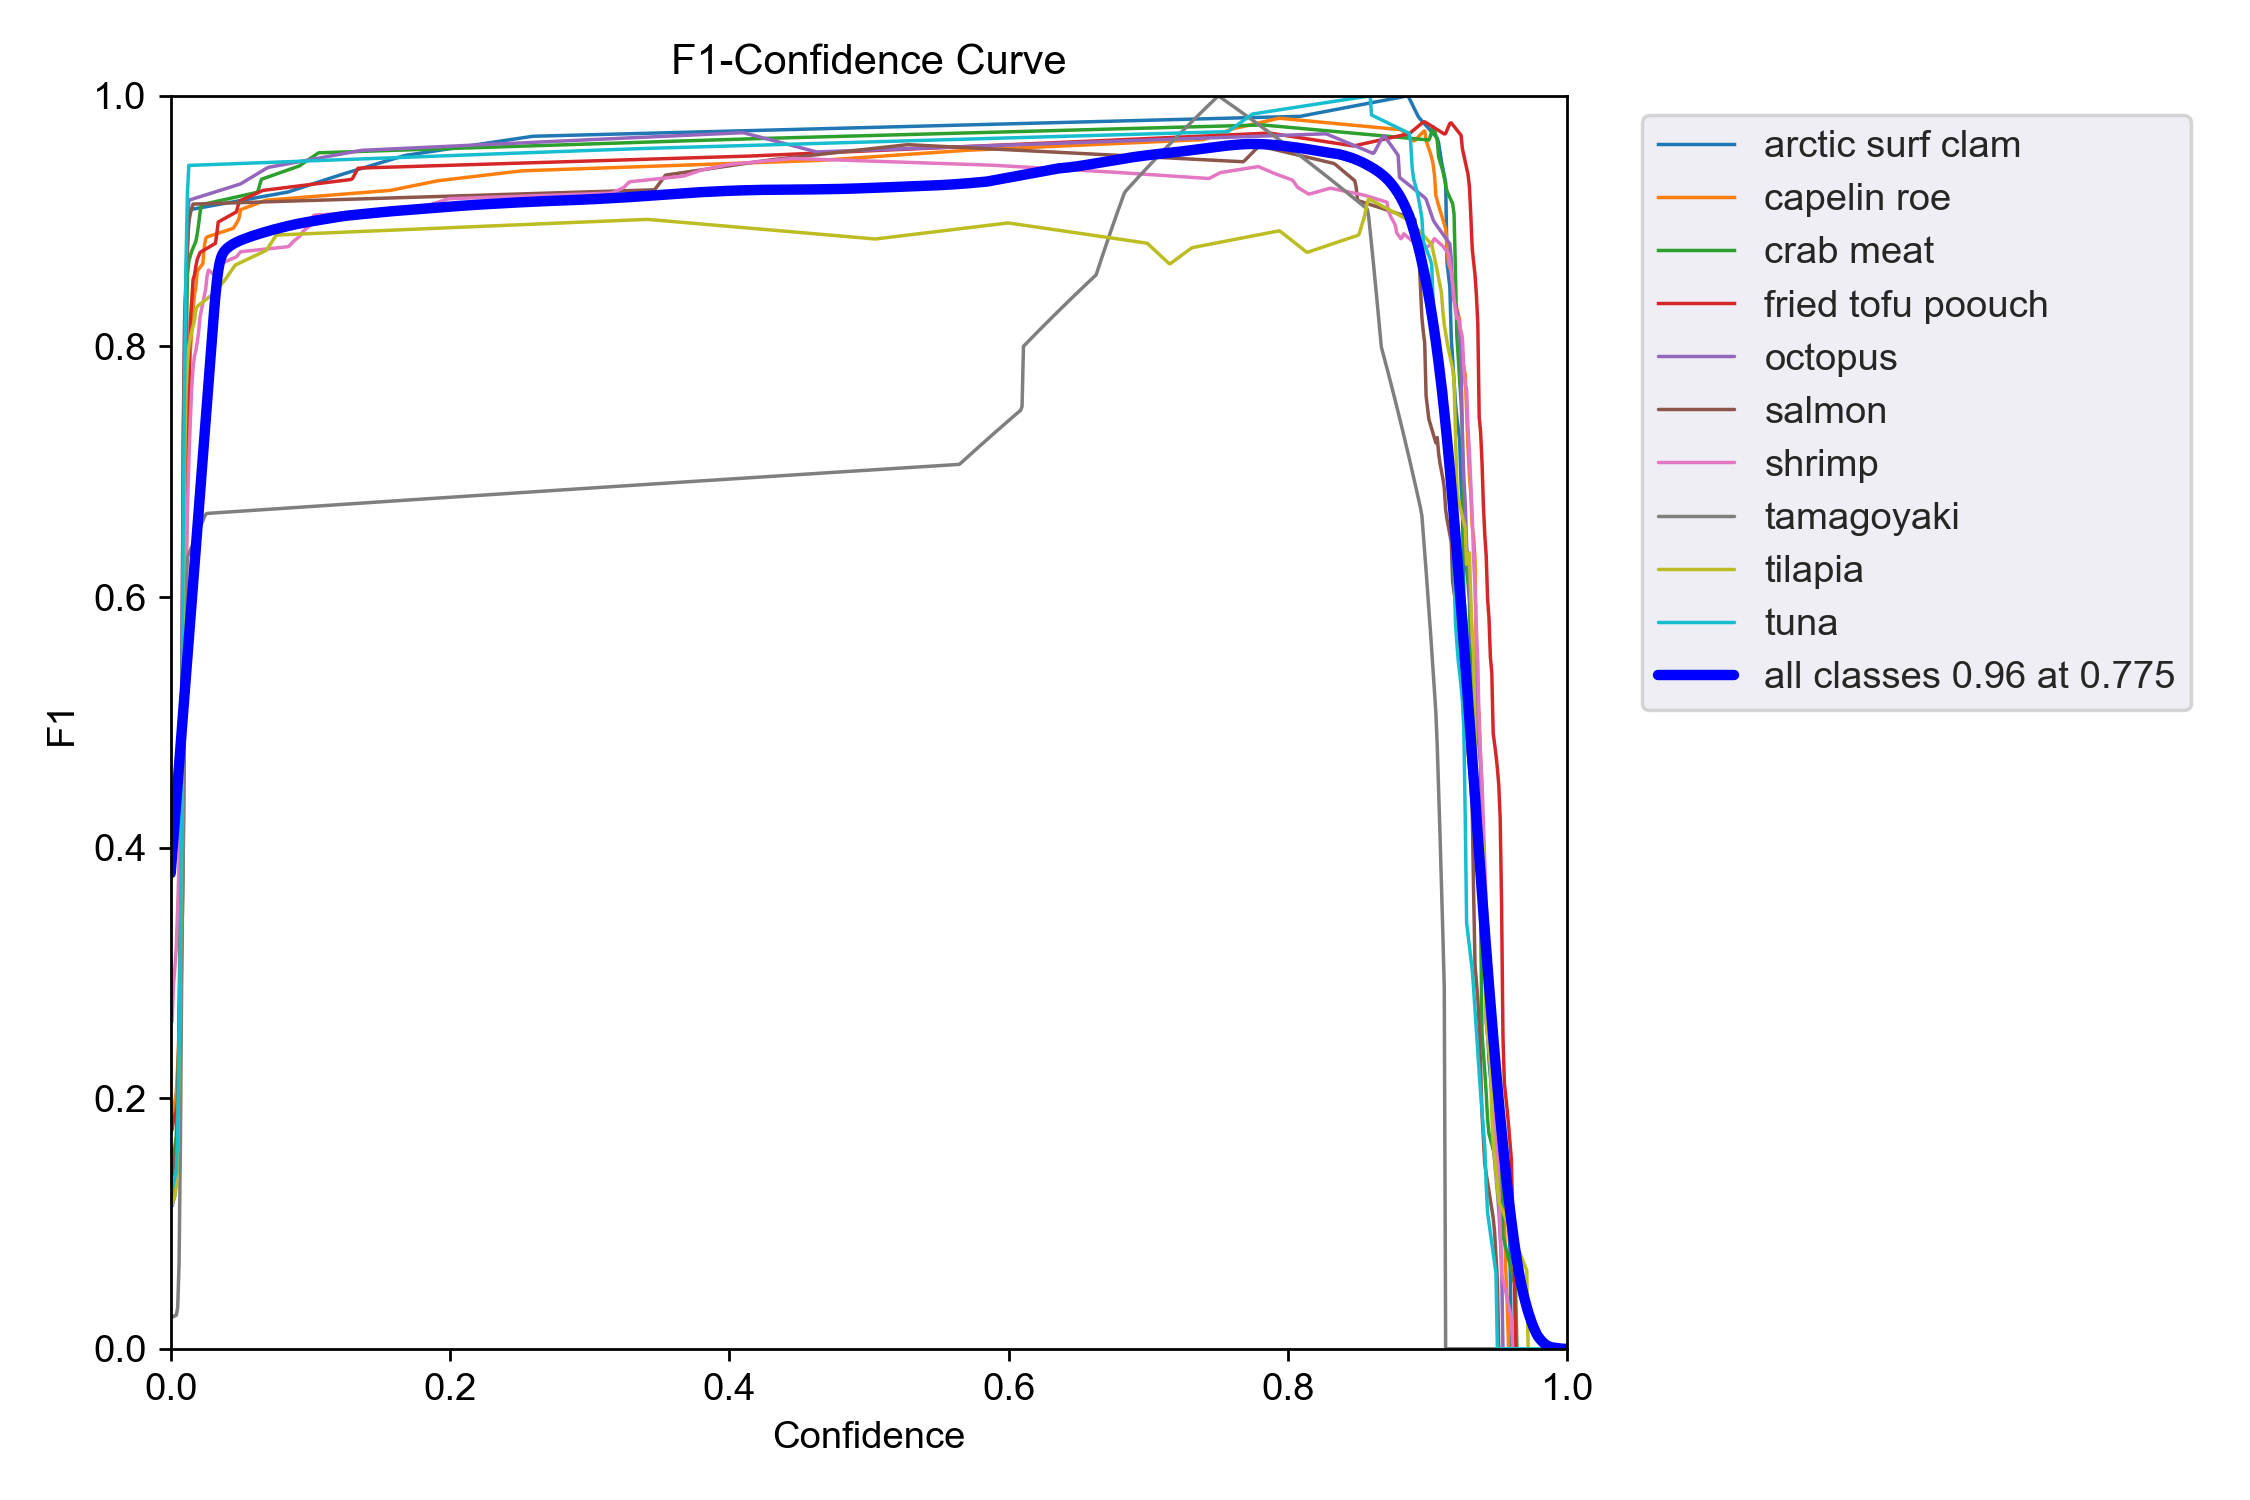 F1-Confidence Curve
1.0
0.8
0.6
0.4
0.2
0.0
F1
0.0 0.2 0.4 0.6 0.8 1.0
Confidence
arctic surf clam
capelin roe
crab meat
fried tofu poouch
octopus
salmon
shrimp
tamagoyaki
tilapia
tuna
all classes 0.96 at 0.775